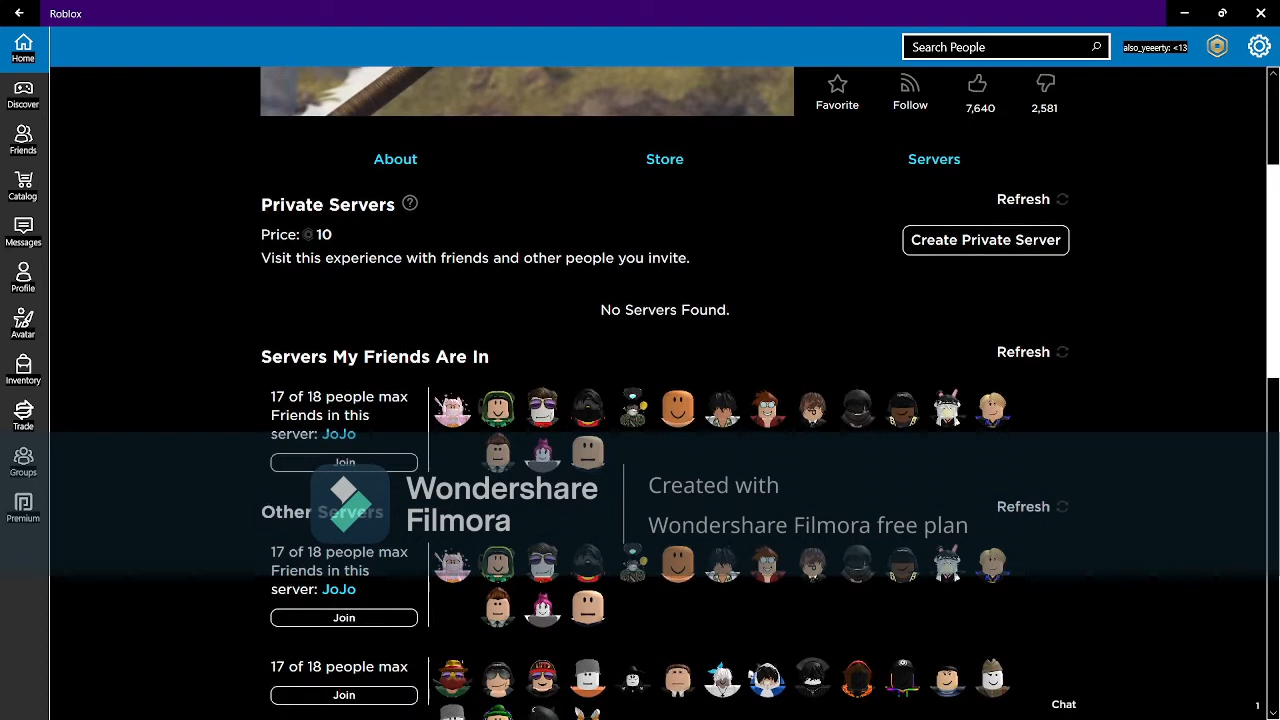 Roblox
Home
Search People
also_yeeerty: <13
Discover
Friends
Catalog
Messages
Profile
Avatar
Inventory
Trade
Groups
Premium
Favorite
Follow
7,640
2,581
About
Store
Servers
Private Servers
Refresh
Price: 10
Create Private Server
Visit this experience with friends and other people you invite.
No Servers Found.
Servers My Friends Are In
Refresh
17 of 18 people max
Friends in this
server: JoJo
Join
Wondershare
Filmora
Created with
Wondershare Filmora free plan
Other Servers
Refresh
17 of 18 people max
Friends in this
server: JoJo
Join
17 of 18 people max
Join
Chat
1